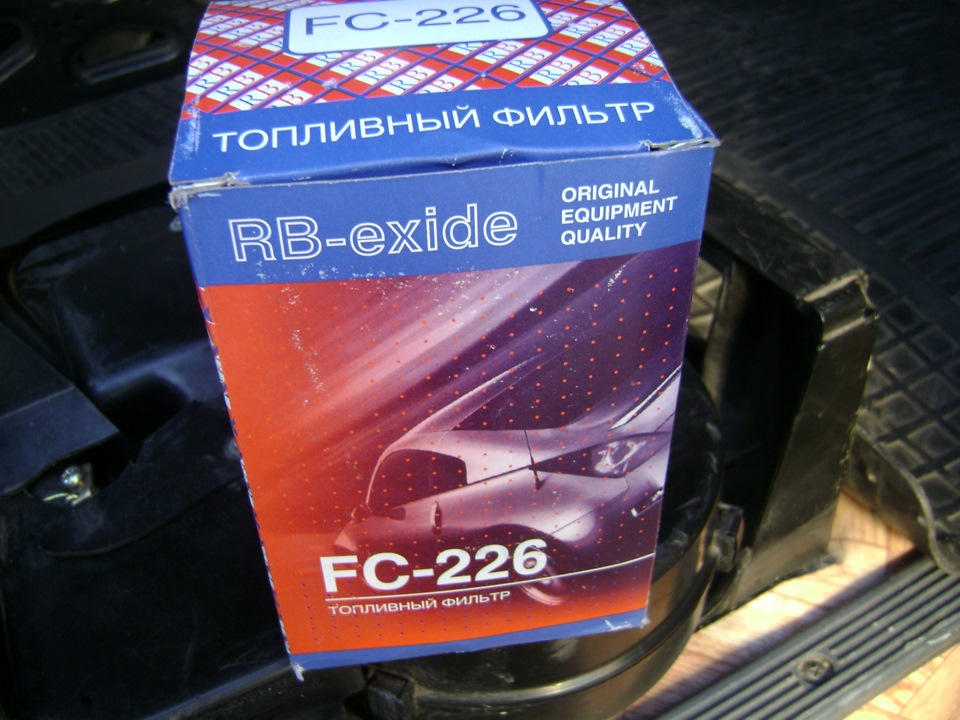 FC-226
ТОПЛИВНЫЙ ФИЛЬТР
RB-exide
ORIGINAL
EQUIPMENT
QUALITY
FC-226
ТОПЛИВНЫЙ ФИЛЬТР